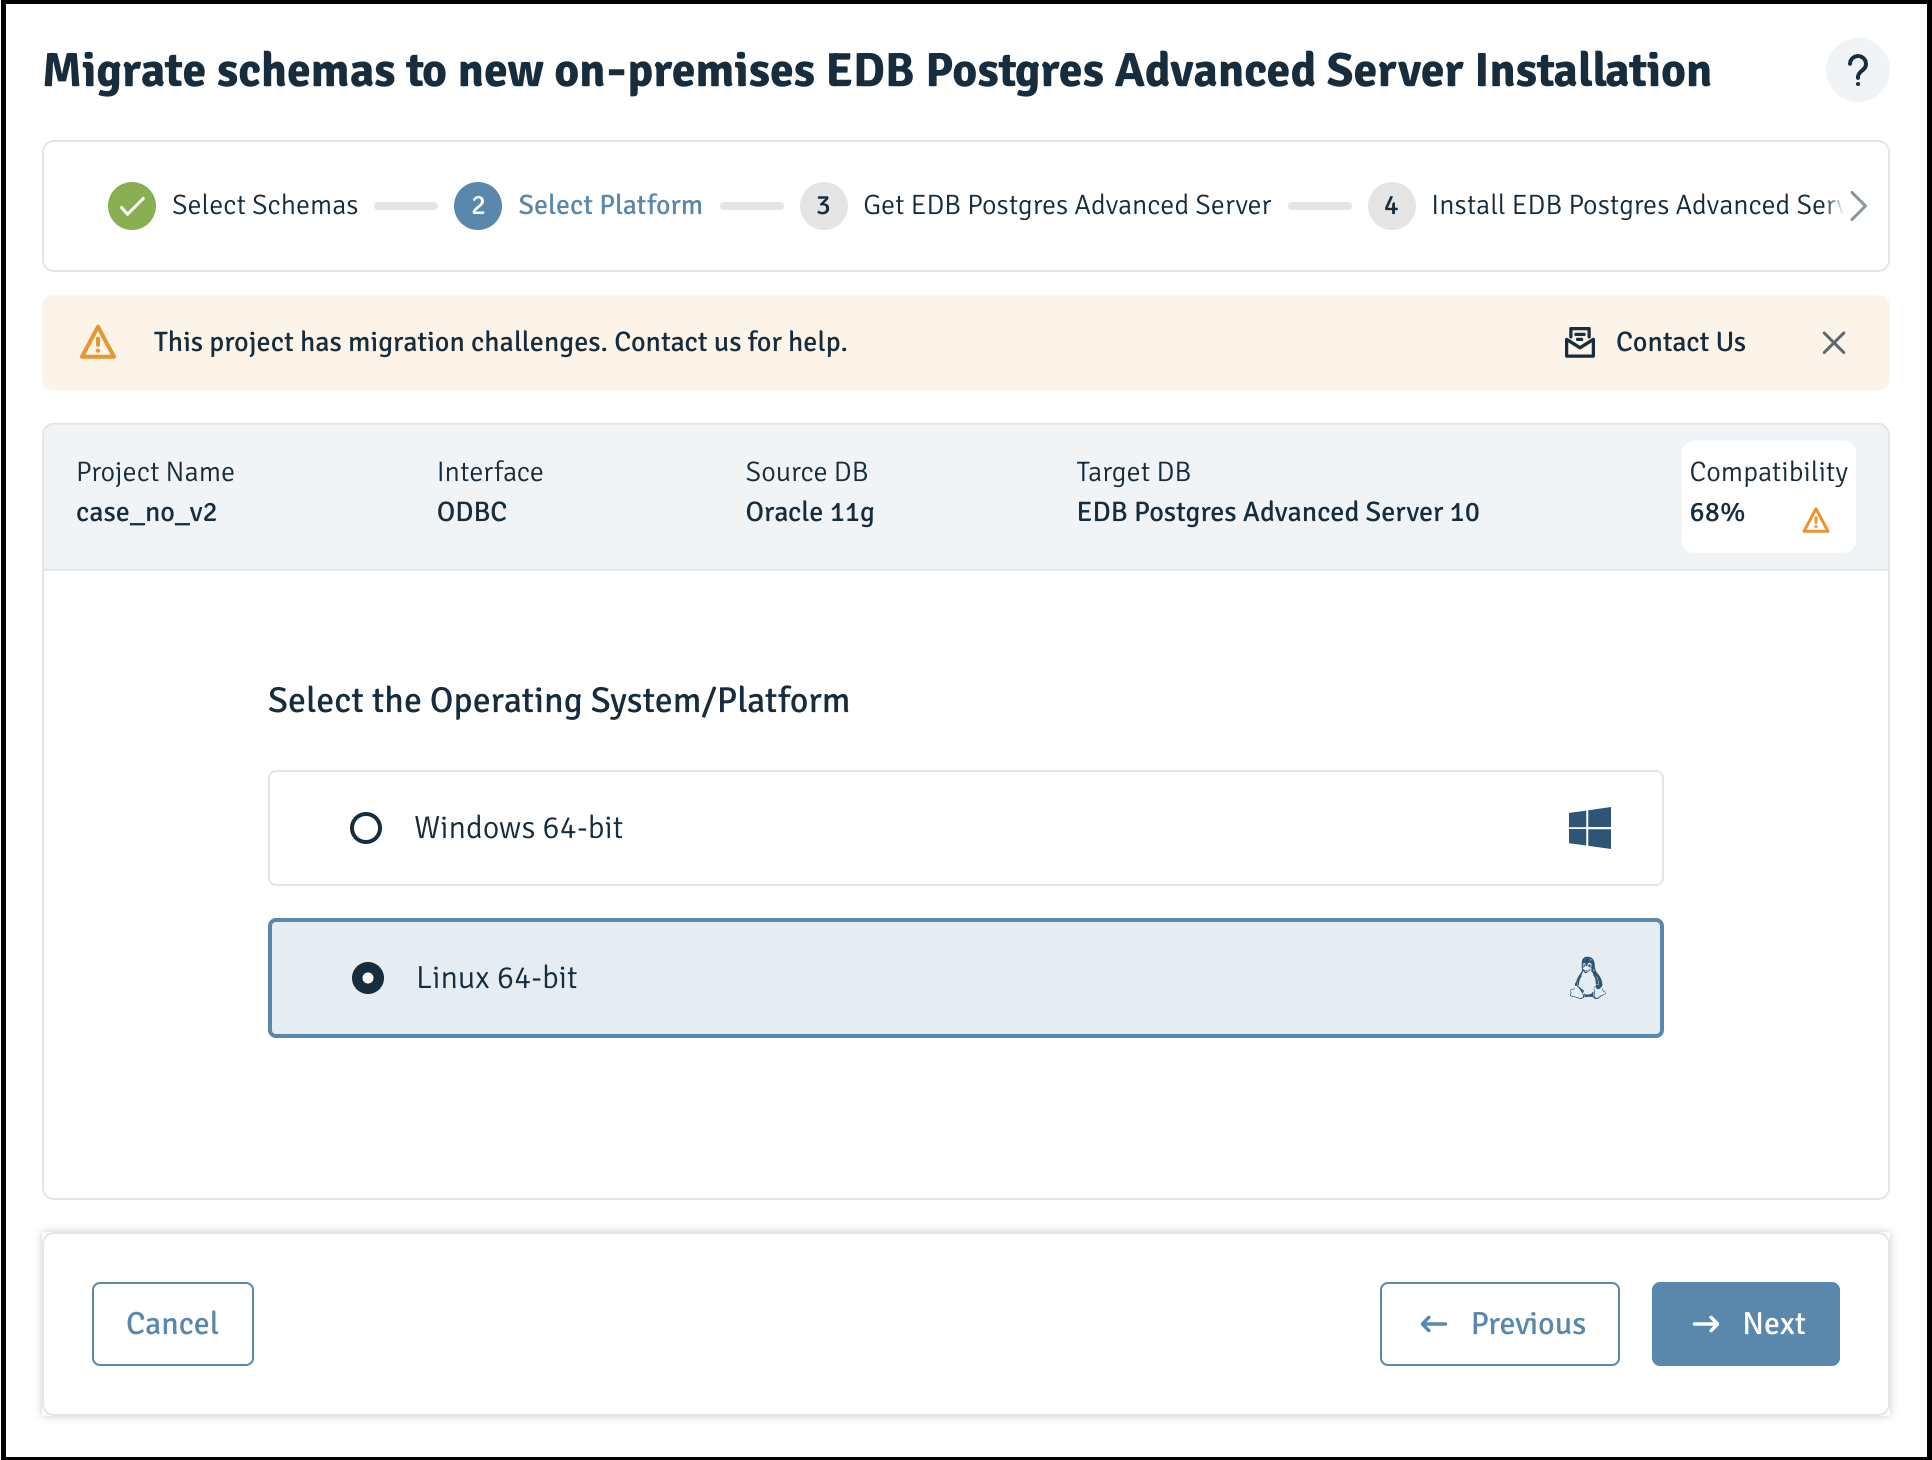 Migrate schemas to new on-premises EDB Postgres Advanced Server Installation
?
Select Schemas
2 Select Platform
3 Get EDB Postgres Advanced Server
4 Install EDB Postgres Advanced
This project has migration challenges. Contact us for help.
Contact Us
Project Name
case_no_v2
Interface
ODBC
Source DB
Oracle 11g
Target DB
EDB Postgres Advanced Server 10
Compatibility
68%
Select the Operating System/Platform
Windows 64-bit
Linux 64-bit
Cancel
Previous
Next